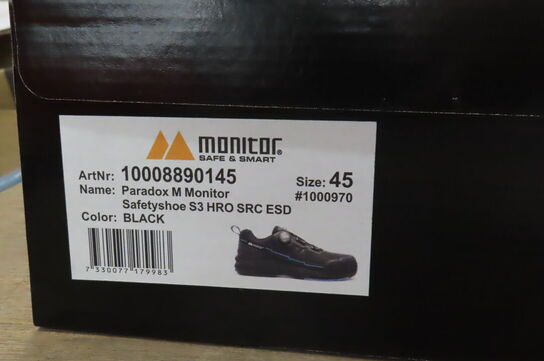 monitor®
SAFE & SMART
ArtNr: 10008890145
Size: 45
Name: Paradox M Monitor
#1000970
Safetyshoe S3 HRO SRC ESD
Color: BLACK
7 330077 179983